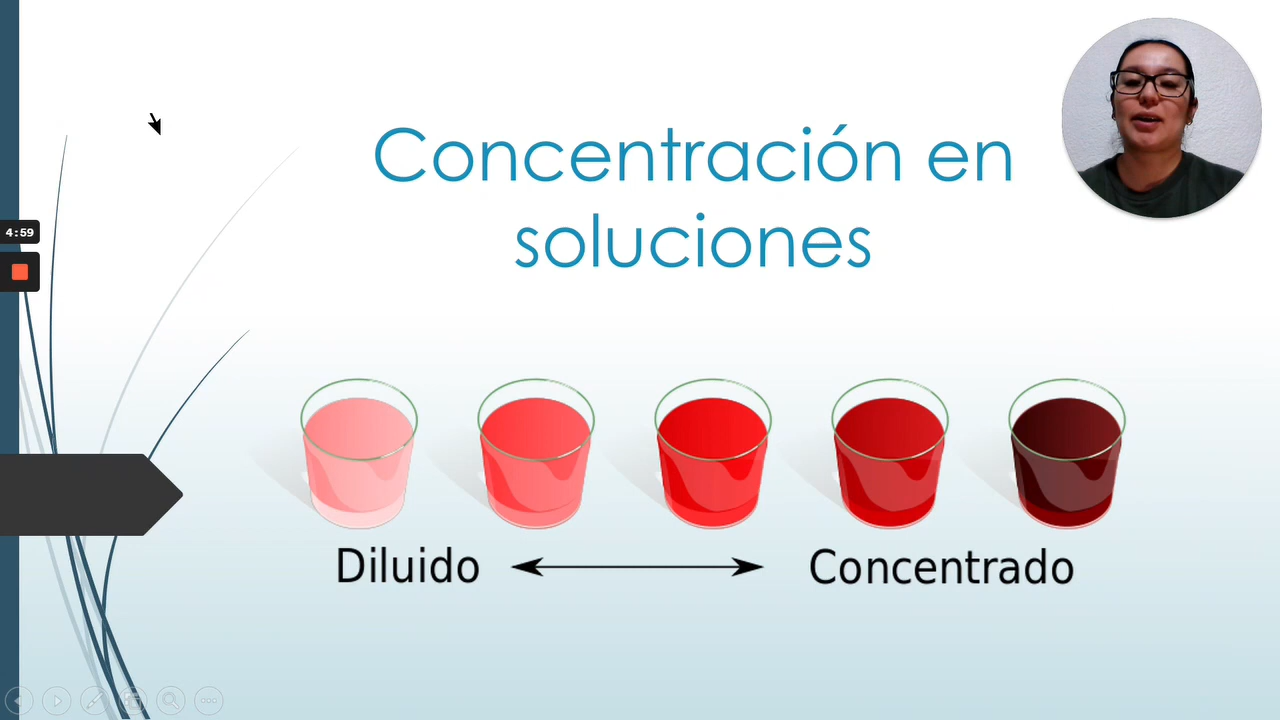 Concentración en
soluciones
4:59
Diluido
Concentrado